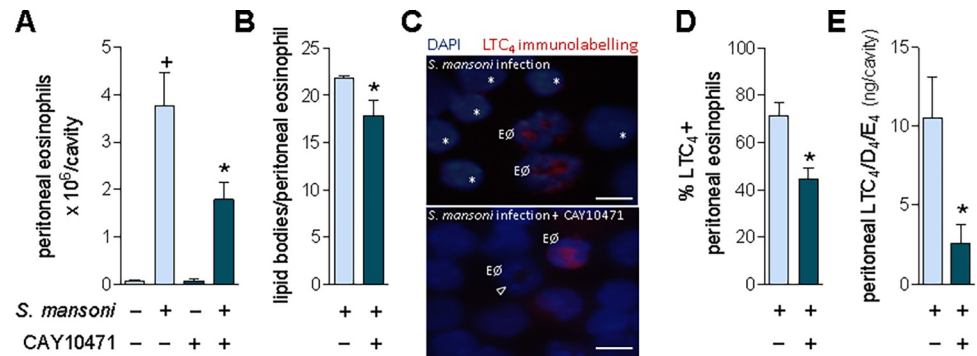 A
peritoneal eosinophils
x 10⁶/cavity
5
4
3
2
1
0
+
*
S. mansoni
– + – +
CAY10471
– – + +
B
lipid bodies/peritoneal eosinophil
25
20
15
10
5
0
*
+ +
– +
C
DAPI LTC₄ immunolabelling
S. mansoni infection
* *
*
EØ
* *
EØ
*
S. mansoni infection + CAY10471
EØ
EØ
D
% LTC₄ +
peritoneal eosinophils
100
80
60
40
20
0
*
+ +
– +
E
peritoneal LTC₄/D₄/E₄ (ng/cavity)
15
10
5
0
*
+ +
– +